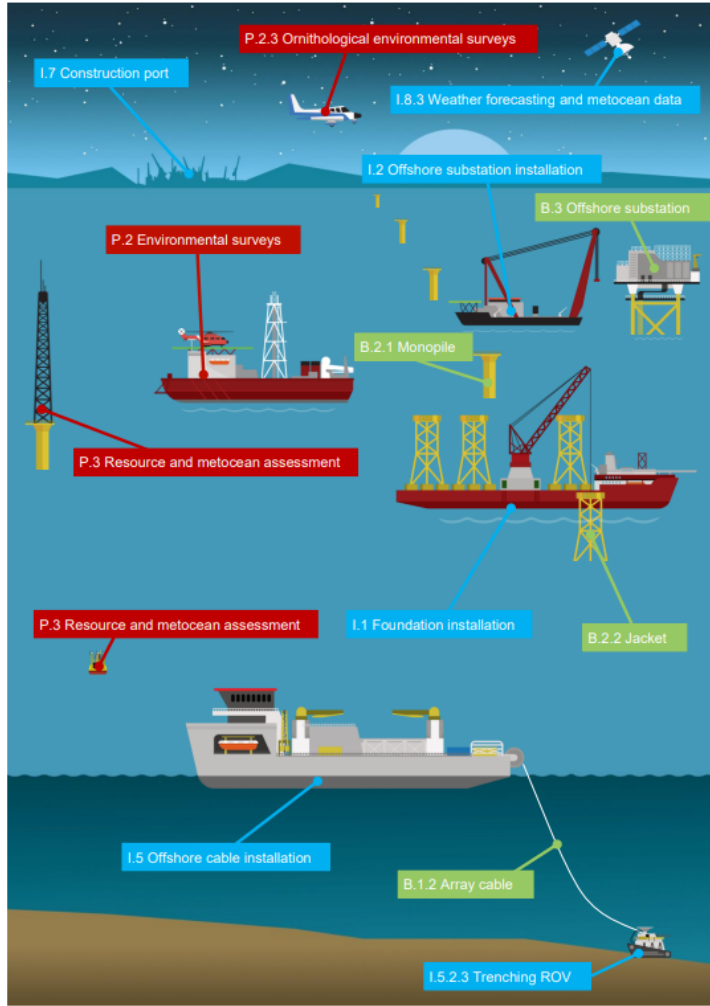 P.2.3 Ornithological environmental surveys
I.7 Construction port
I.8.3 Weather forecasting and metocean data
I.2 Offshore substation installation
B.3 Offshore substation
P.2 Environmental surveys
B.2.1 Monopile
P.3 Resource and metocean assessment
P.3 Resource and metocean assessment
I.1 Foundation installation
B.2.2 Jacket
I.5 Offshore cable installation
B.1.2 Array cable
I.5.2.3 Trenching ROV